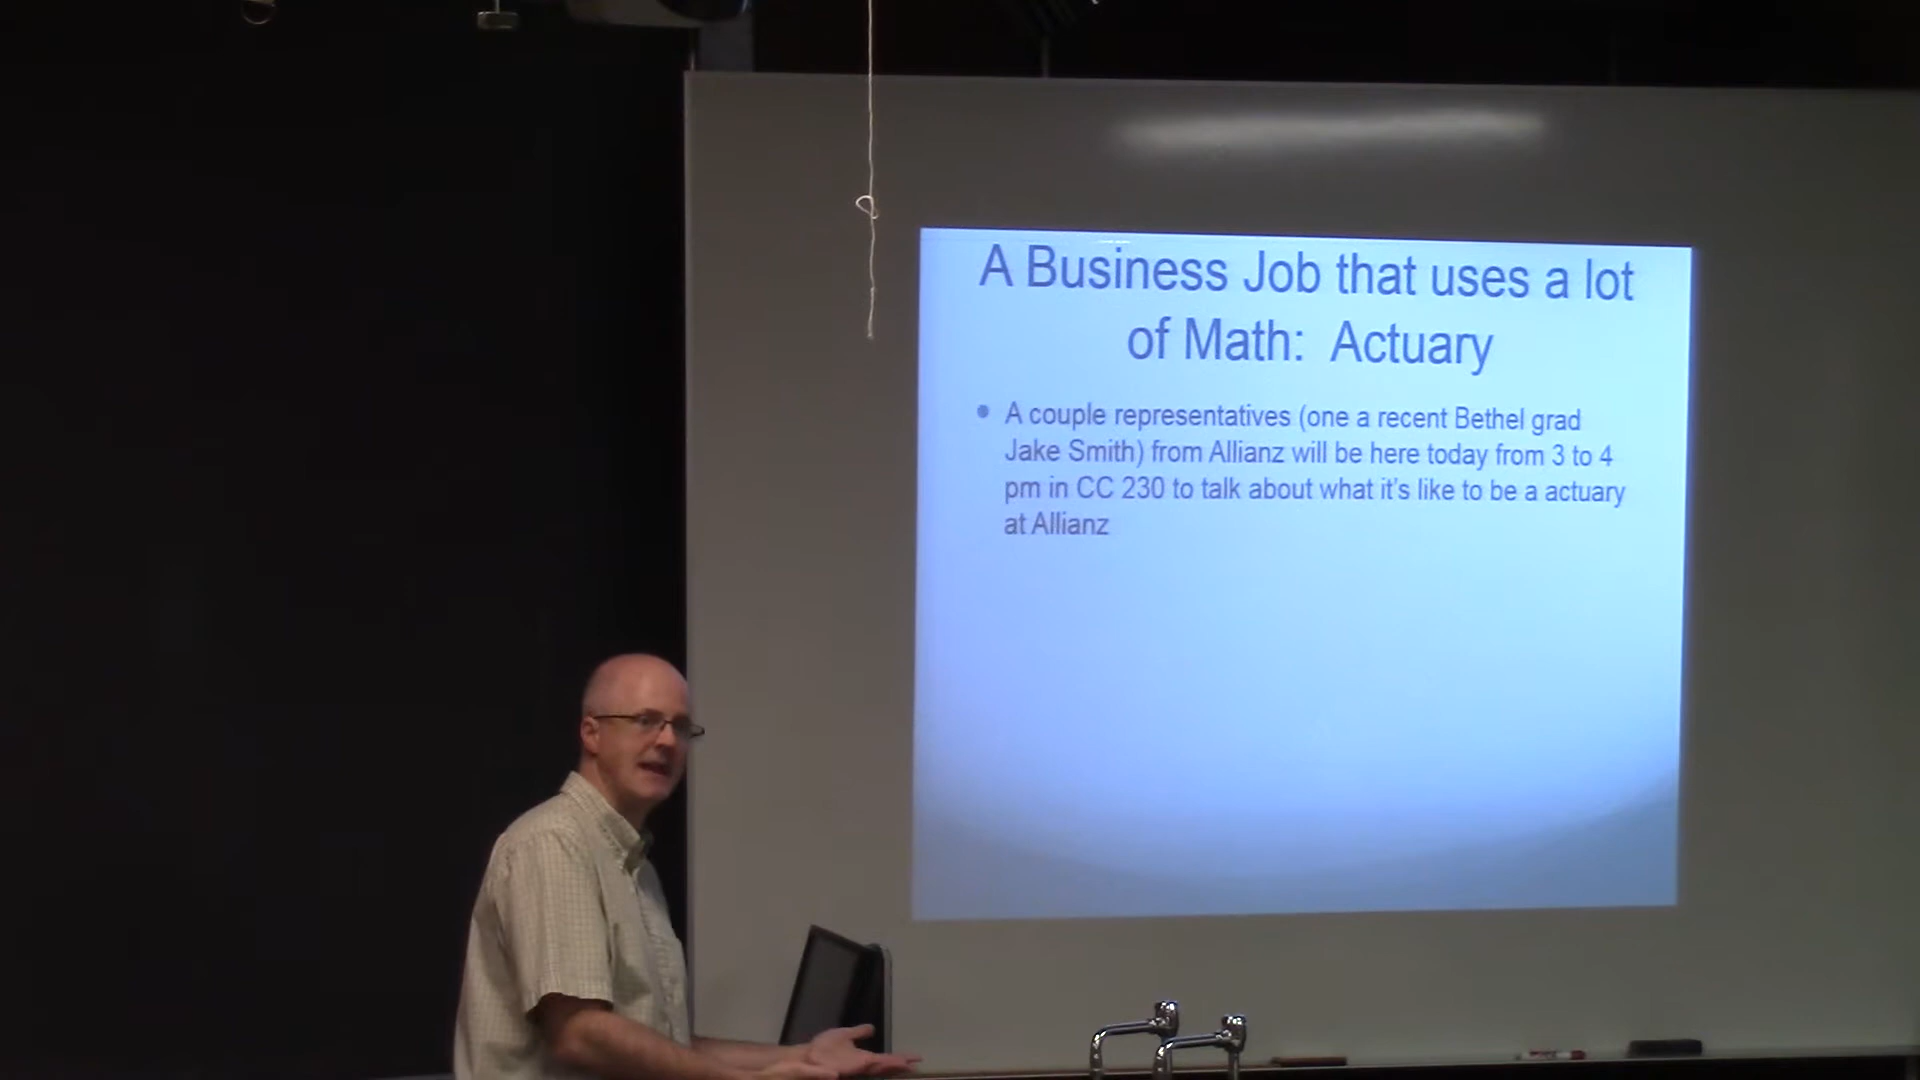 A Business Job that uses a lot
of Math: Actuary
• A couple representatives (one a recent Bethel grad
Jake Smith) from Allianz will be here today from 3 to 4
pm in CC 230 to talk about what it's like to be a actuary
at Allianz